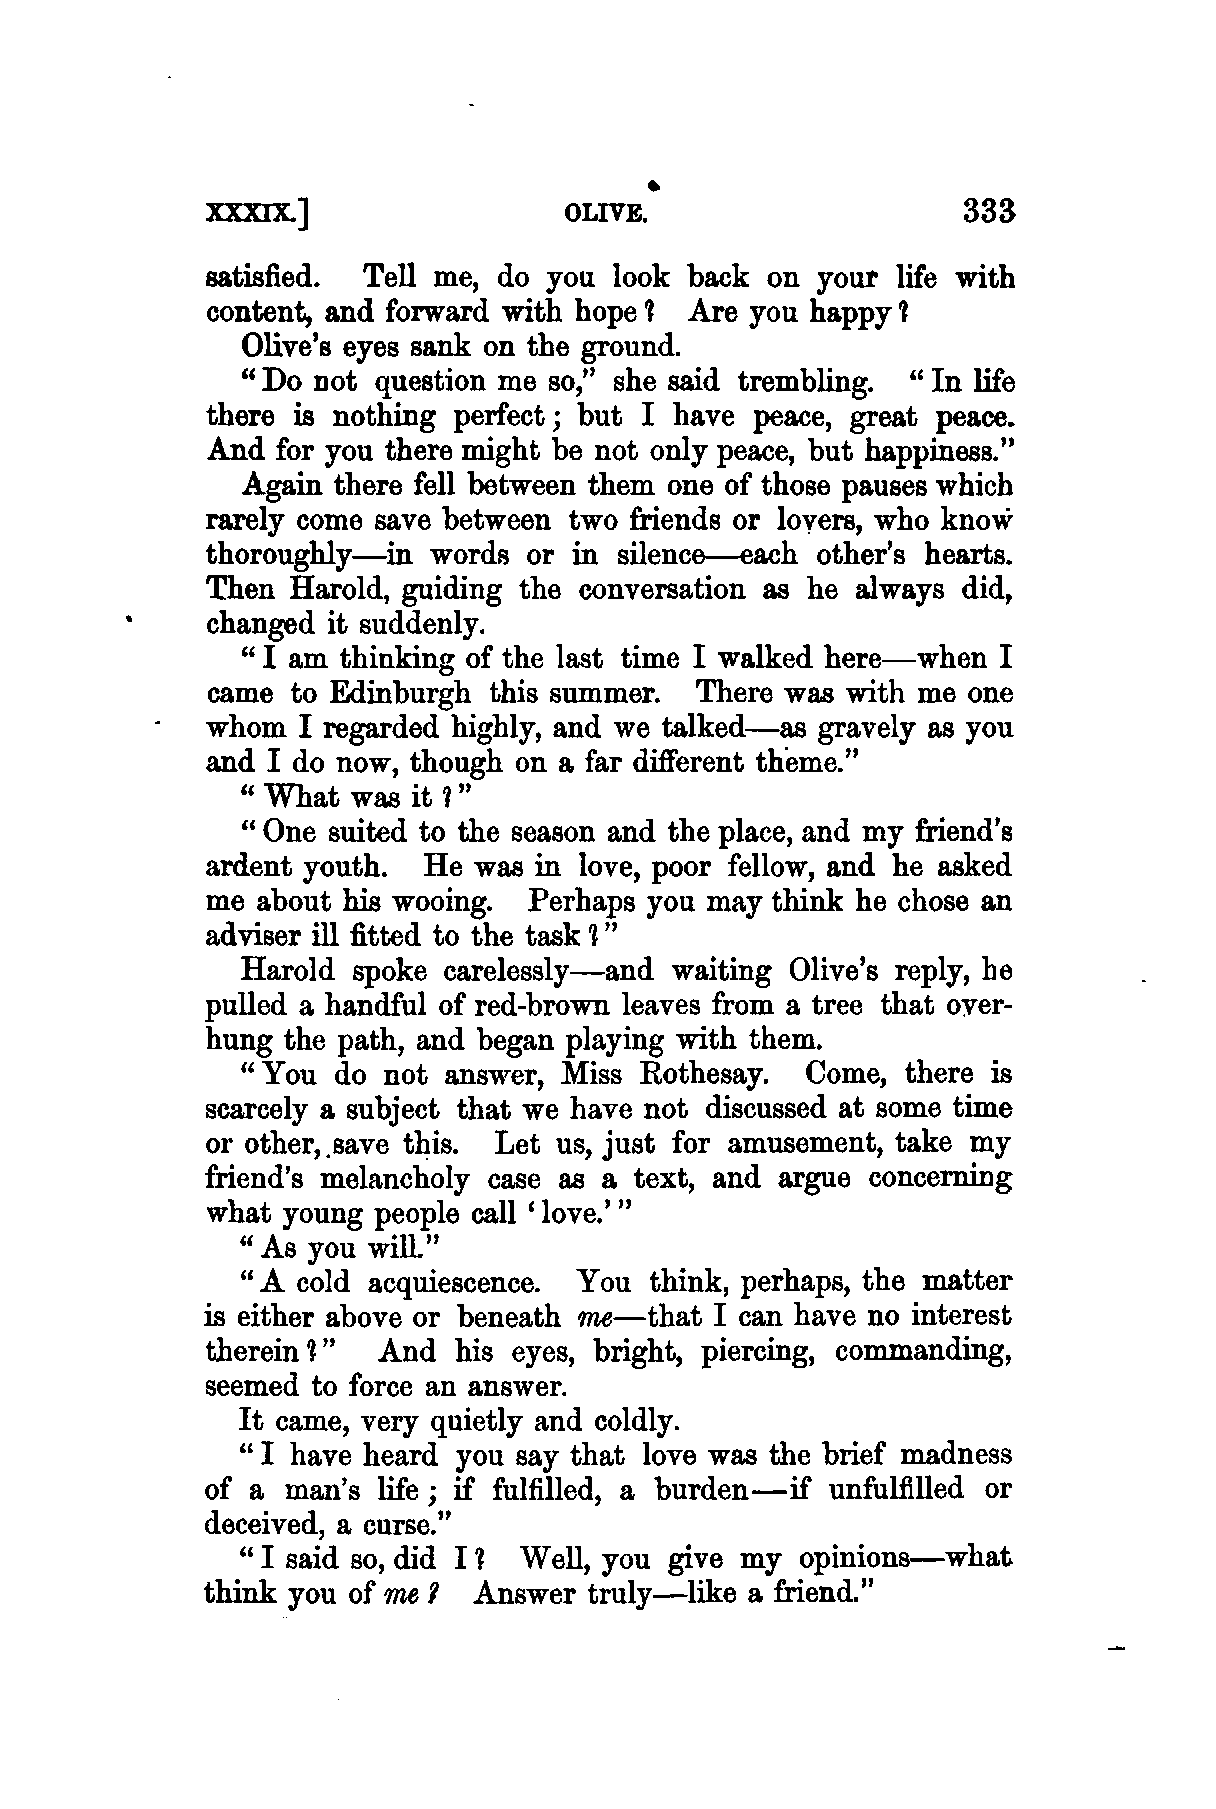 XXXIX.] OLIVE. 333
satisfied. Tell me, do you look back on your life with
content, and forward with hope? Are you happy?
Olive's eyes sank on the ground.
"Do not question me so," she said trembling. "In life
there is nothing perfect; but I have peace, great peace.
And for you there might be not only peace, but happiness."
Again there fell between them one of those pauses which
rarely come save between two friends or lovers, who know
thoroughly—in words or in silence—each other's hearts.
Then Harold, guiding the conversation as he always did,
changed it suddenly.
"I am thinking of the last time I walked here—when I
came to Edinburgh this summer. There was with me one
whom I regarded highly, and we talked—as gravely as you
and I do now, though on a far different theme."
"What was it?"
"One suited to the season and the place, and my friend's
ardent youth. He was in love, poor fellow, and he asked
me about his wooing. Perhaps you may think he chose an
adviser ill fitted to the task?"
Harold spoke carelessly—and waiting Olive's reply, he
pulled a handful of red-brown leaves from a tree that over-
hung the path, and began playing with them.
"You do not answer, Miss Rothesay. Come, there is
scarcely a subject that we have not discussed at some time
or other, save this. Let us, just for amusement, take my
friend's melancholy case as a text, and argue concerning
what young people call 'love.'"
"As you will."
"A cold acquiescence. You think, perhaps, the matter
is either above or beneath me—that I can have no interest
therein?" And his eyes, bright, piercing, commanding,
seemed to force an answer.
It came, very quietly and coldly.
"I have heard you say that love was the brief madness
of a man's life; if fulfilled, a burden—if unfulfilled or
deceived, a curse."
"I said so, did I? Well, you give my opinions—what
think you of me? Answer truly—like a friend."